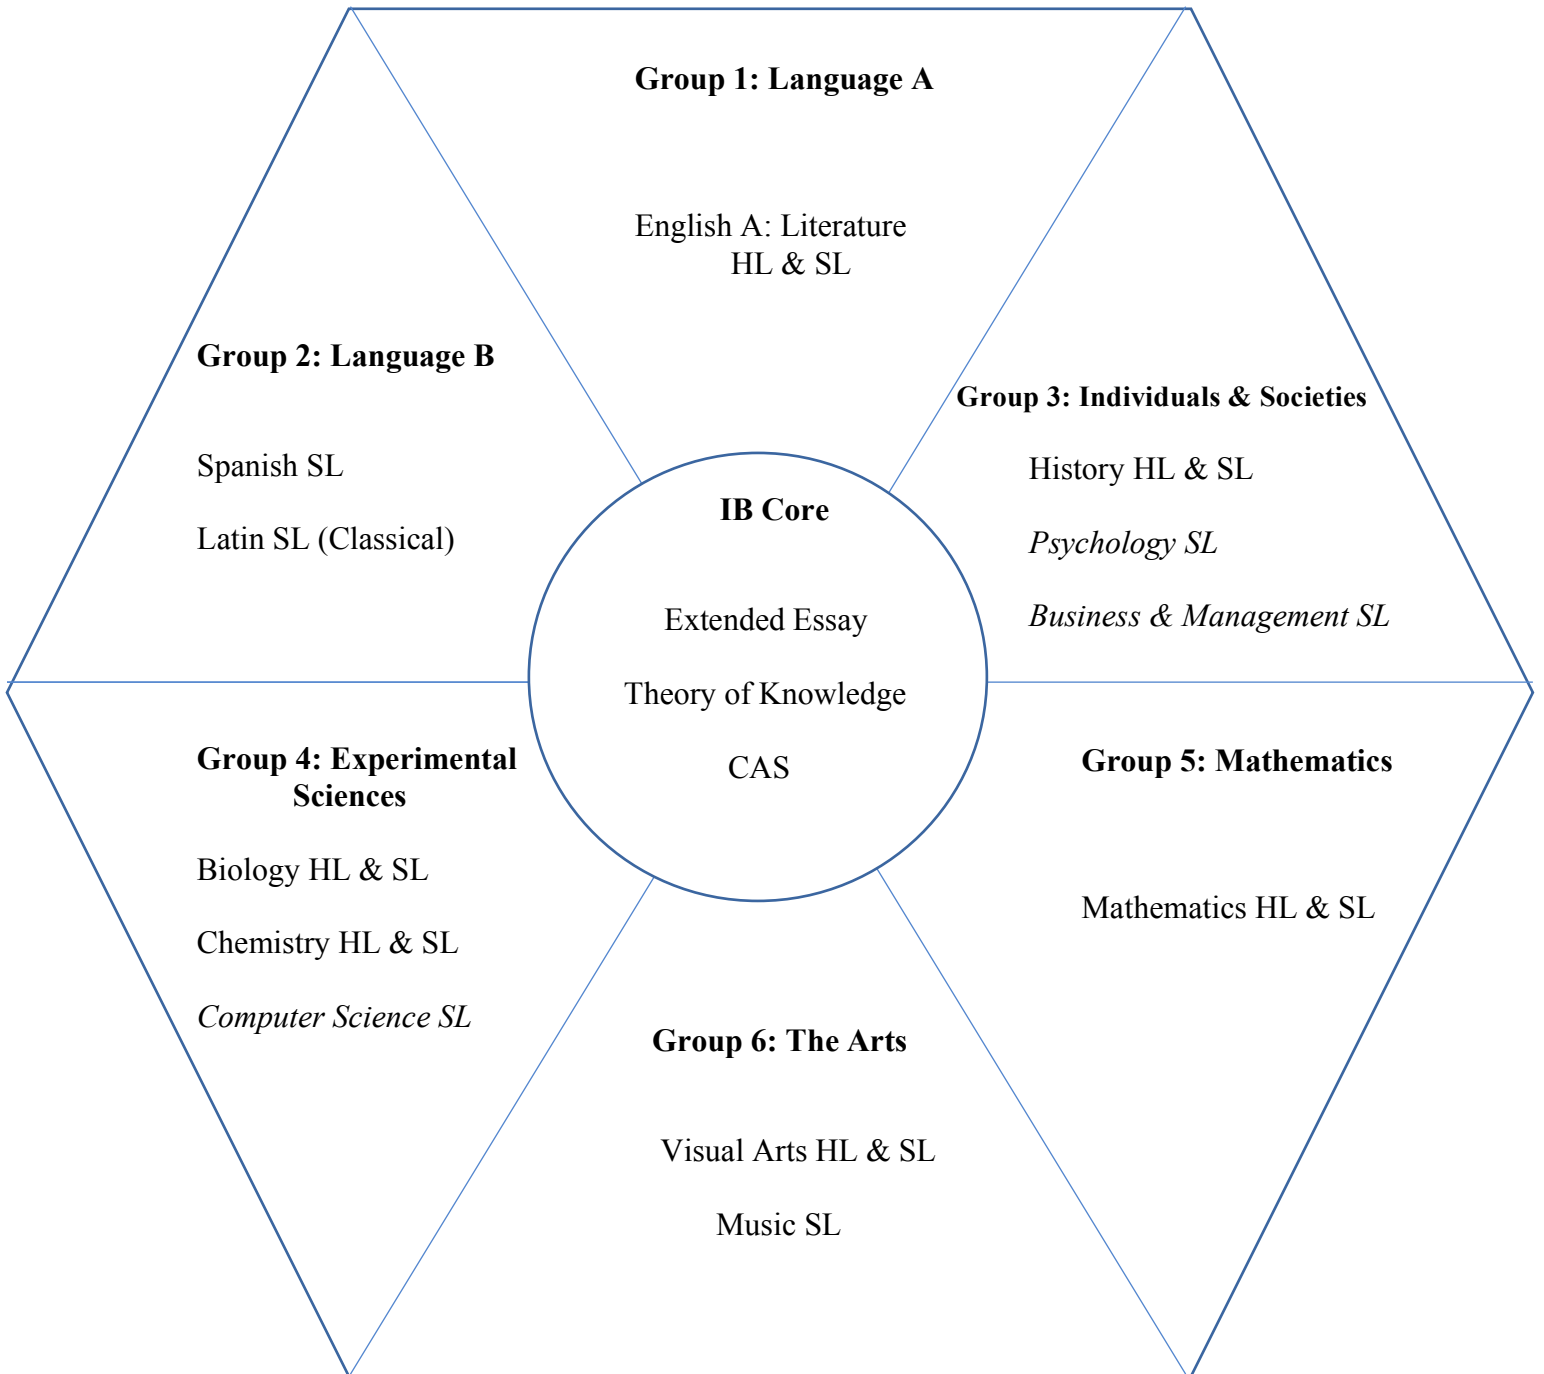 Group 1: Language A
English A: Literature
HL & SL
Group 2: Language B
Spanish SL
Latin SL (Classical)
Group 3: Individuals & Societies
History HL & SL
Psychology SL
Business & Management SL
IB Core
Extended Essay
Theory of Knowledge
CAS
Group 4: Experimental
Sciences
Biology HL & SL
Chemistry HL & SL
Computer Science SL
Group 5: Mathematics
Mathematics HL & SL
Group 6: The Arts
Visual Arts HL & SL
Music SL